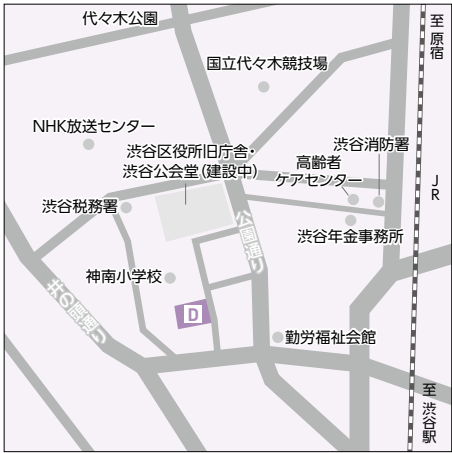 代々木公園
至 原宿
国立代々木競技場
NHK放送センター
渋谷区役所旧庁舎・
渋谷公会堂(建設中)
渋谷消防署
高齢者
ケアセンター
JR
渋谷税務署
公園通り
渋谷年金事務所
神南小学校
井の頭通り
D
勤労福祉会館
至 渋谷駅